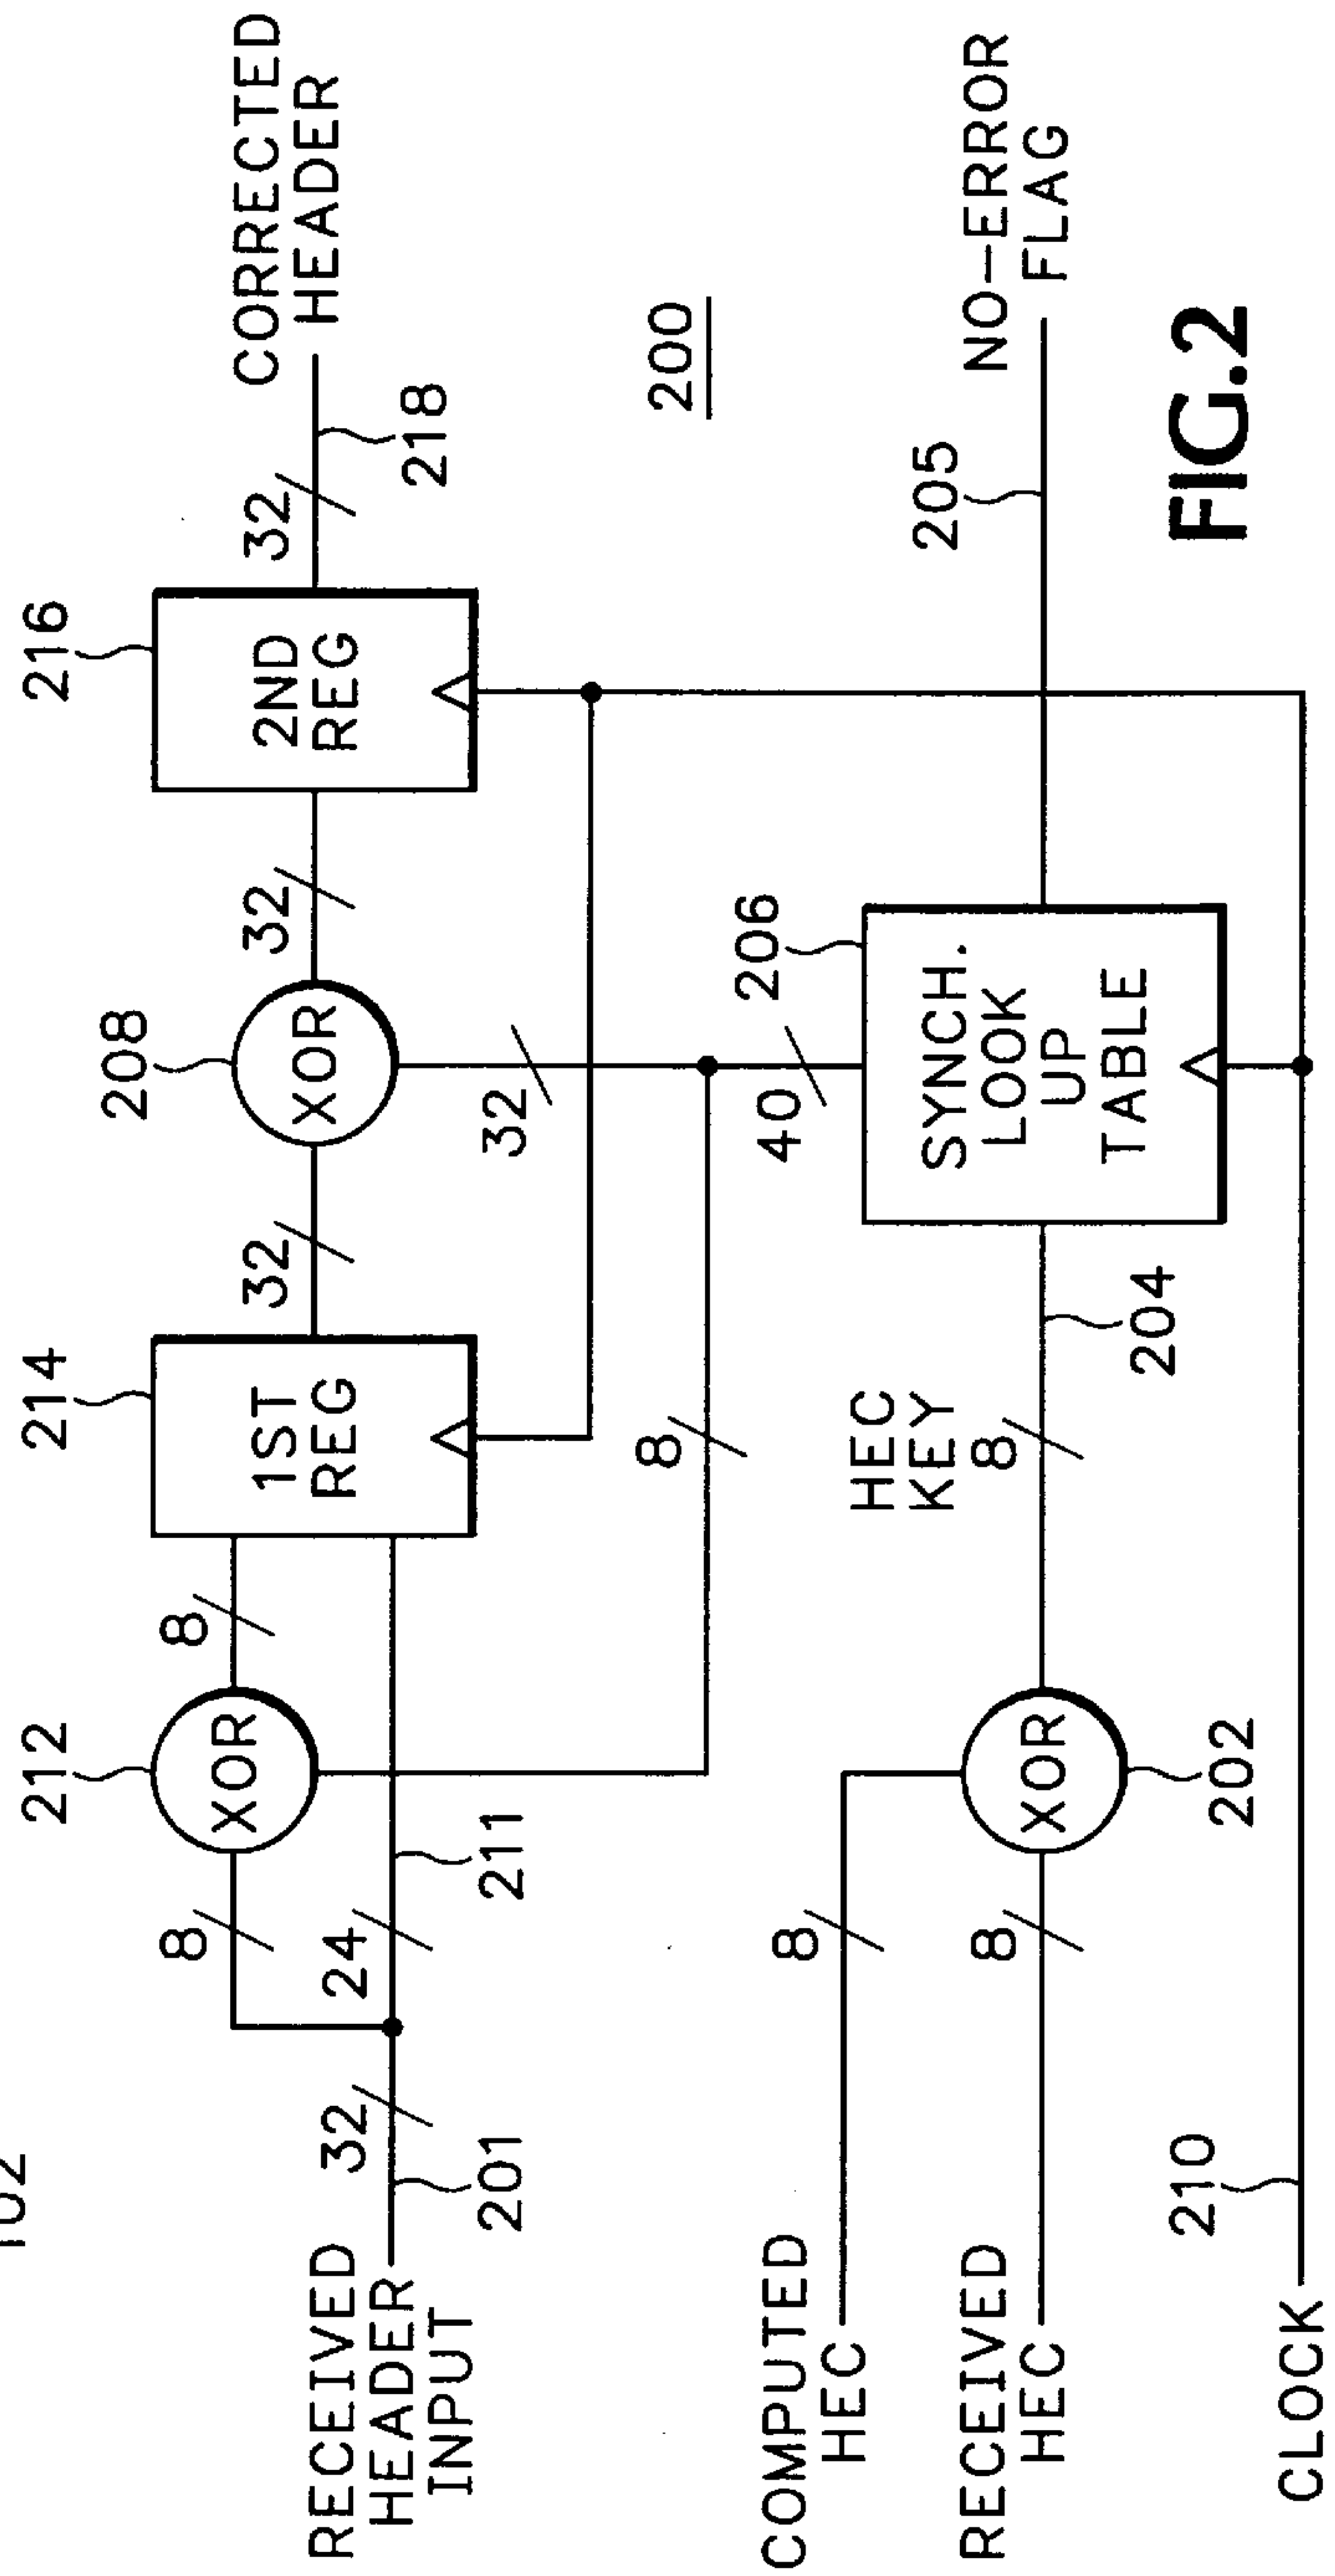 102
RECEIVED
HEADER
INPUT
201
32
8
24
211
212
XOR
8
214
1ST
REG
32
208
XOR
32
216
2ND
REG
32
218
CORRECTED
HEADER
8
32
40
200
COMPUTED
HEC
8
RECEIVED
HEC
8
XOR
202
HEC
KEY
8
204
206
SYNCH.
LOOK
UP
TABLE
205
NO-ERROR
FLAG
CLOCK
210
FIG.2